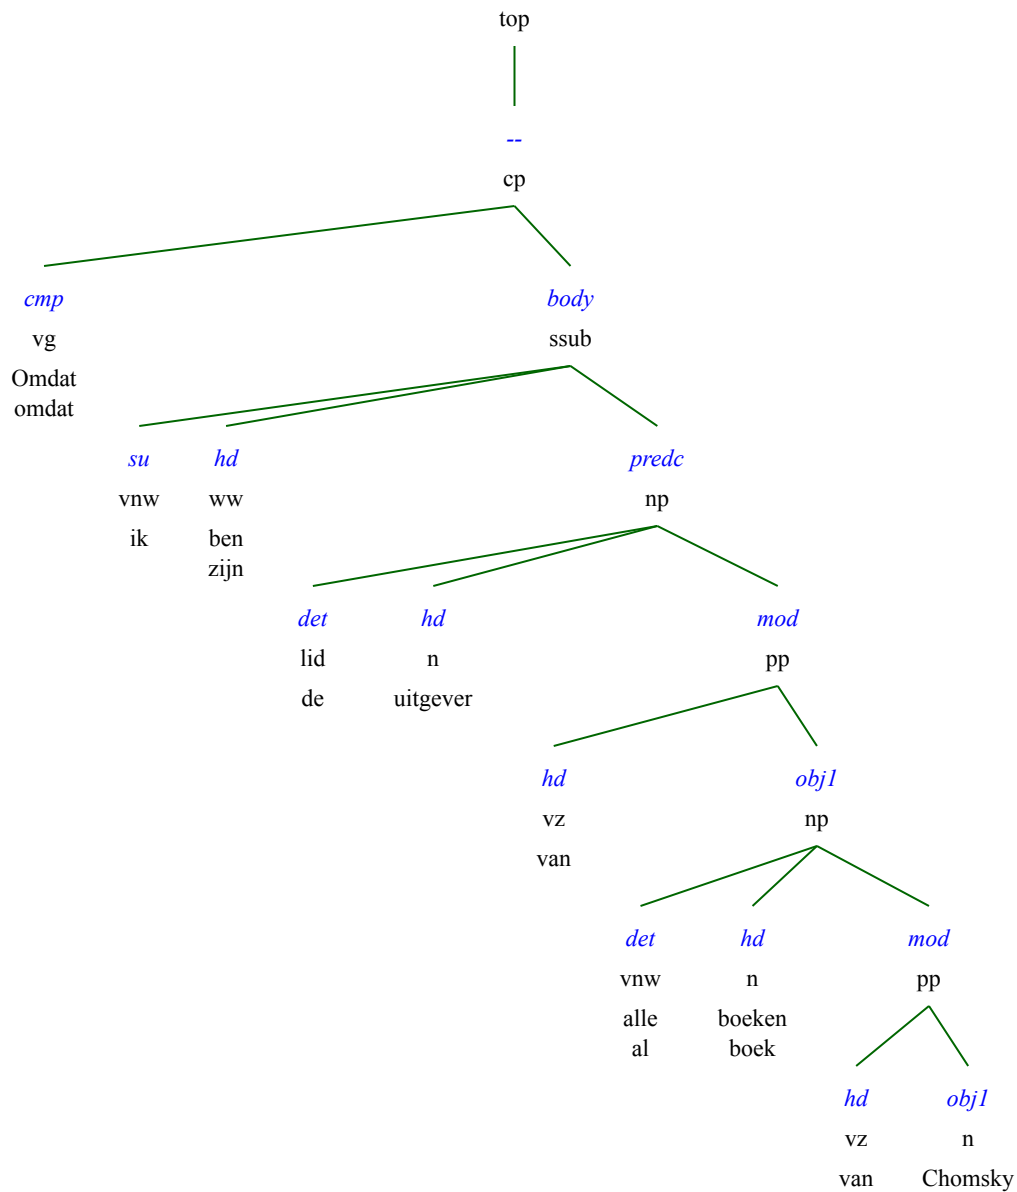 top
--
cp
cmp body
vg ssub
Omdat
omdat
su hd predc
vnw ww np
ik ben
zijn
det hd mod
lid n pp
de uitgever
hd obj1
vz np
van
det hd mod
vnw n pp
alle boeken
al boek
hd obj1
vz n
van Chomsky